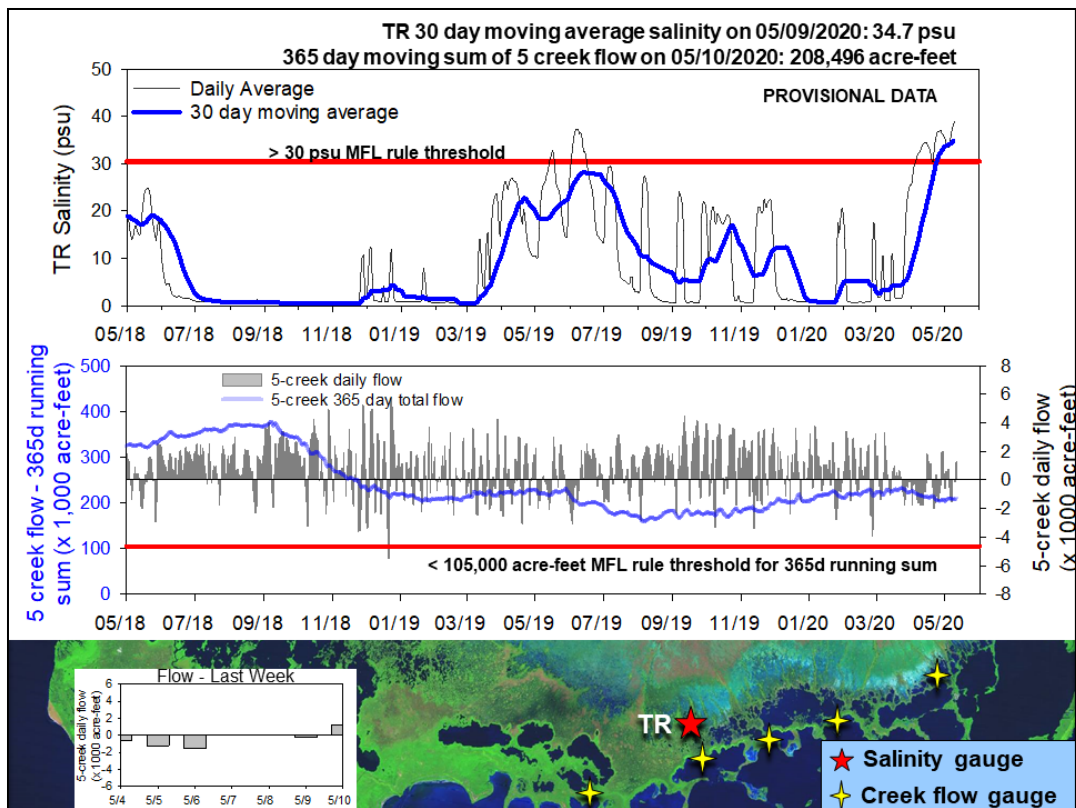 TR 30 day moving average salinity on 05/09/2020: 34.7 psu
365 day moving sum of 5 creek flow on 05/10/2020: 208,496 acre-feet
50
40
30
20
10
0
TR Salinity (psu)
Daily Average
30 day moving average
PROVISIONAL DATA
> 30 psu MFL rule threshold
05/18 07/18 09/18 11/18 01/19 03/19 05/19 07/19 09/19 11/19 01/20 03/20 05/20
5 creek flow - 365d running
sum (x 1,000 acre-feet)
500
400
300
200
100
0
5-creek daily flow
5-creek 365 day total flow
8
6
4
2
0
-2
-4
-6
-8
5-creek daily flow
(x 1000 acre-feet)
< 105,000 acre-feet MFL rule threshold for 365d running sum
05/18 07/18 09/18 11/18 01/19 03/19 05/19 07/19 09/19 11/19 01/20 03/20 05/20
Flow - Last Week
5-creek daily flow
(x 1000 acre-feet)
6
4
2
0
-2
-4
-6
5/4 5/5 5/6 5/7 5/8 5/9 5/10
TR
Salinity gauge
Creek flow gauge